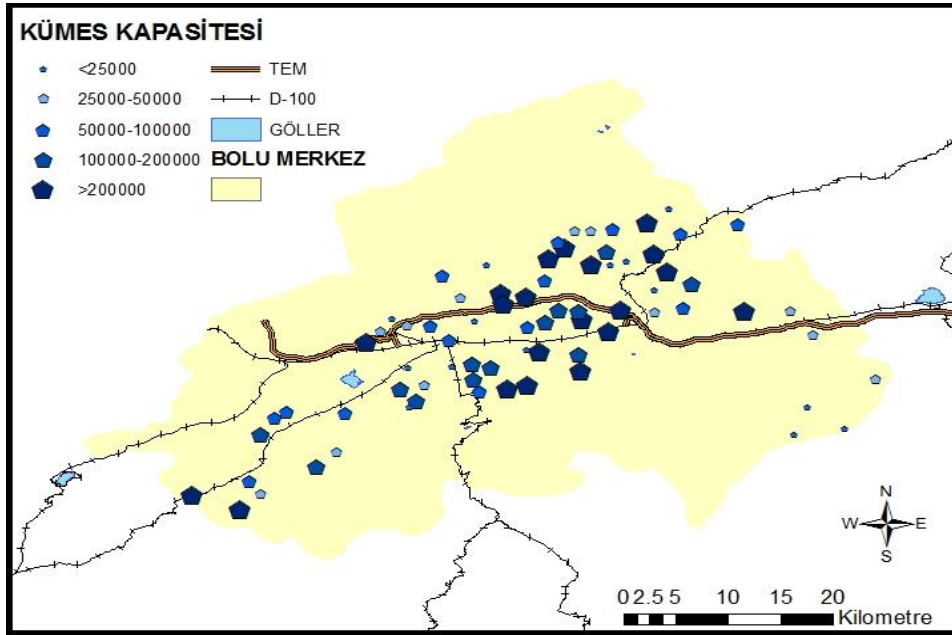 KÜMES KAPASİTESİ
<25000
25000-50000
50000-100000
100000-200000
>200000
TEM
D-100
GÖLLER
BOLU MERKEZ
N
W E
S
0 2.5 5 10 15 20
Kilometre